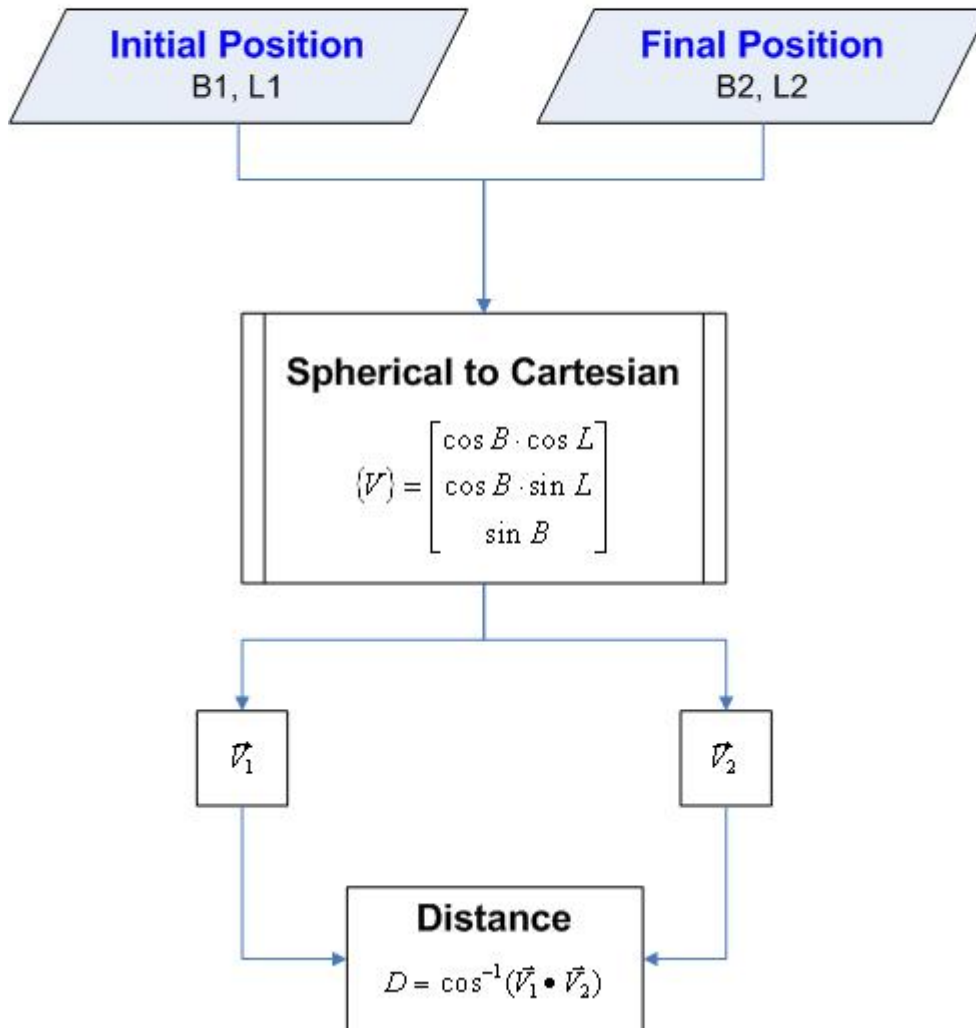 Initial Position
B1, L1
Final Position
B2, L2
Spherical to Cartesian
{V} = [cos B · cos L
cos B · sin L
sin B]
V⃗₁
V⃗₂
Distance
D = cos⁻¹(V⃗₁ • V⃗₂)